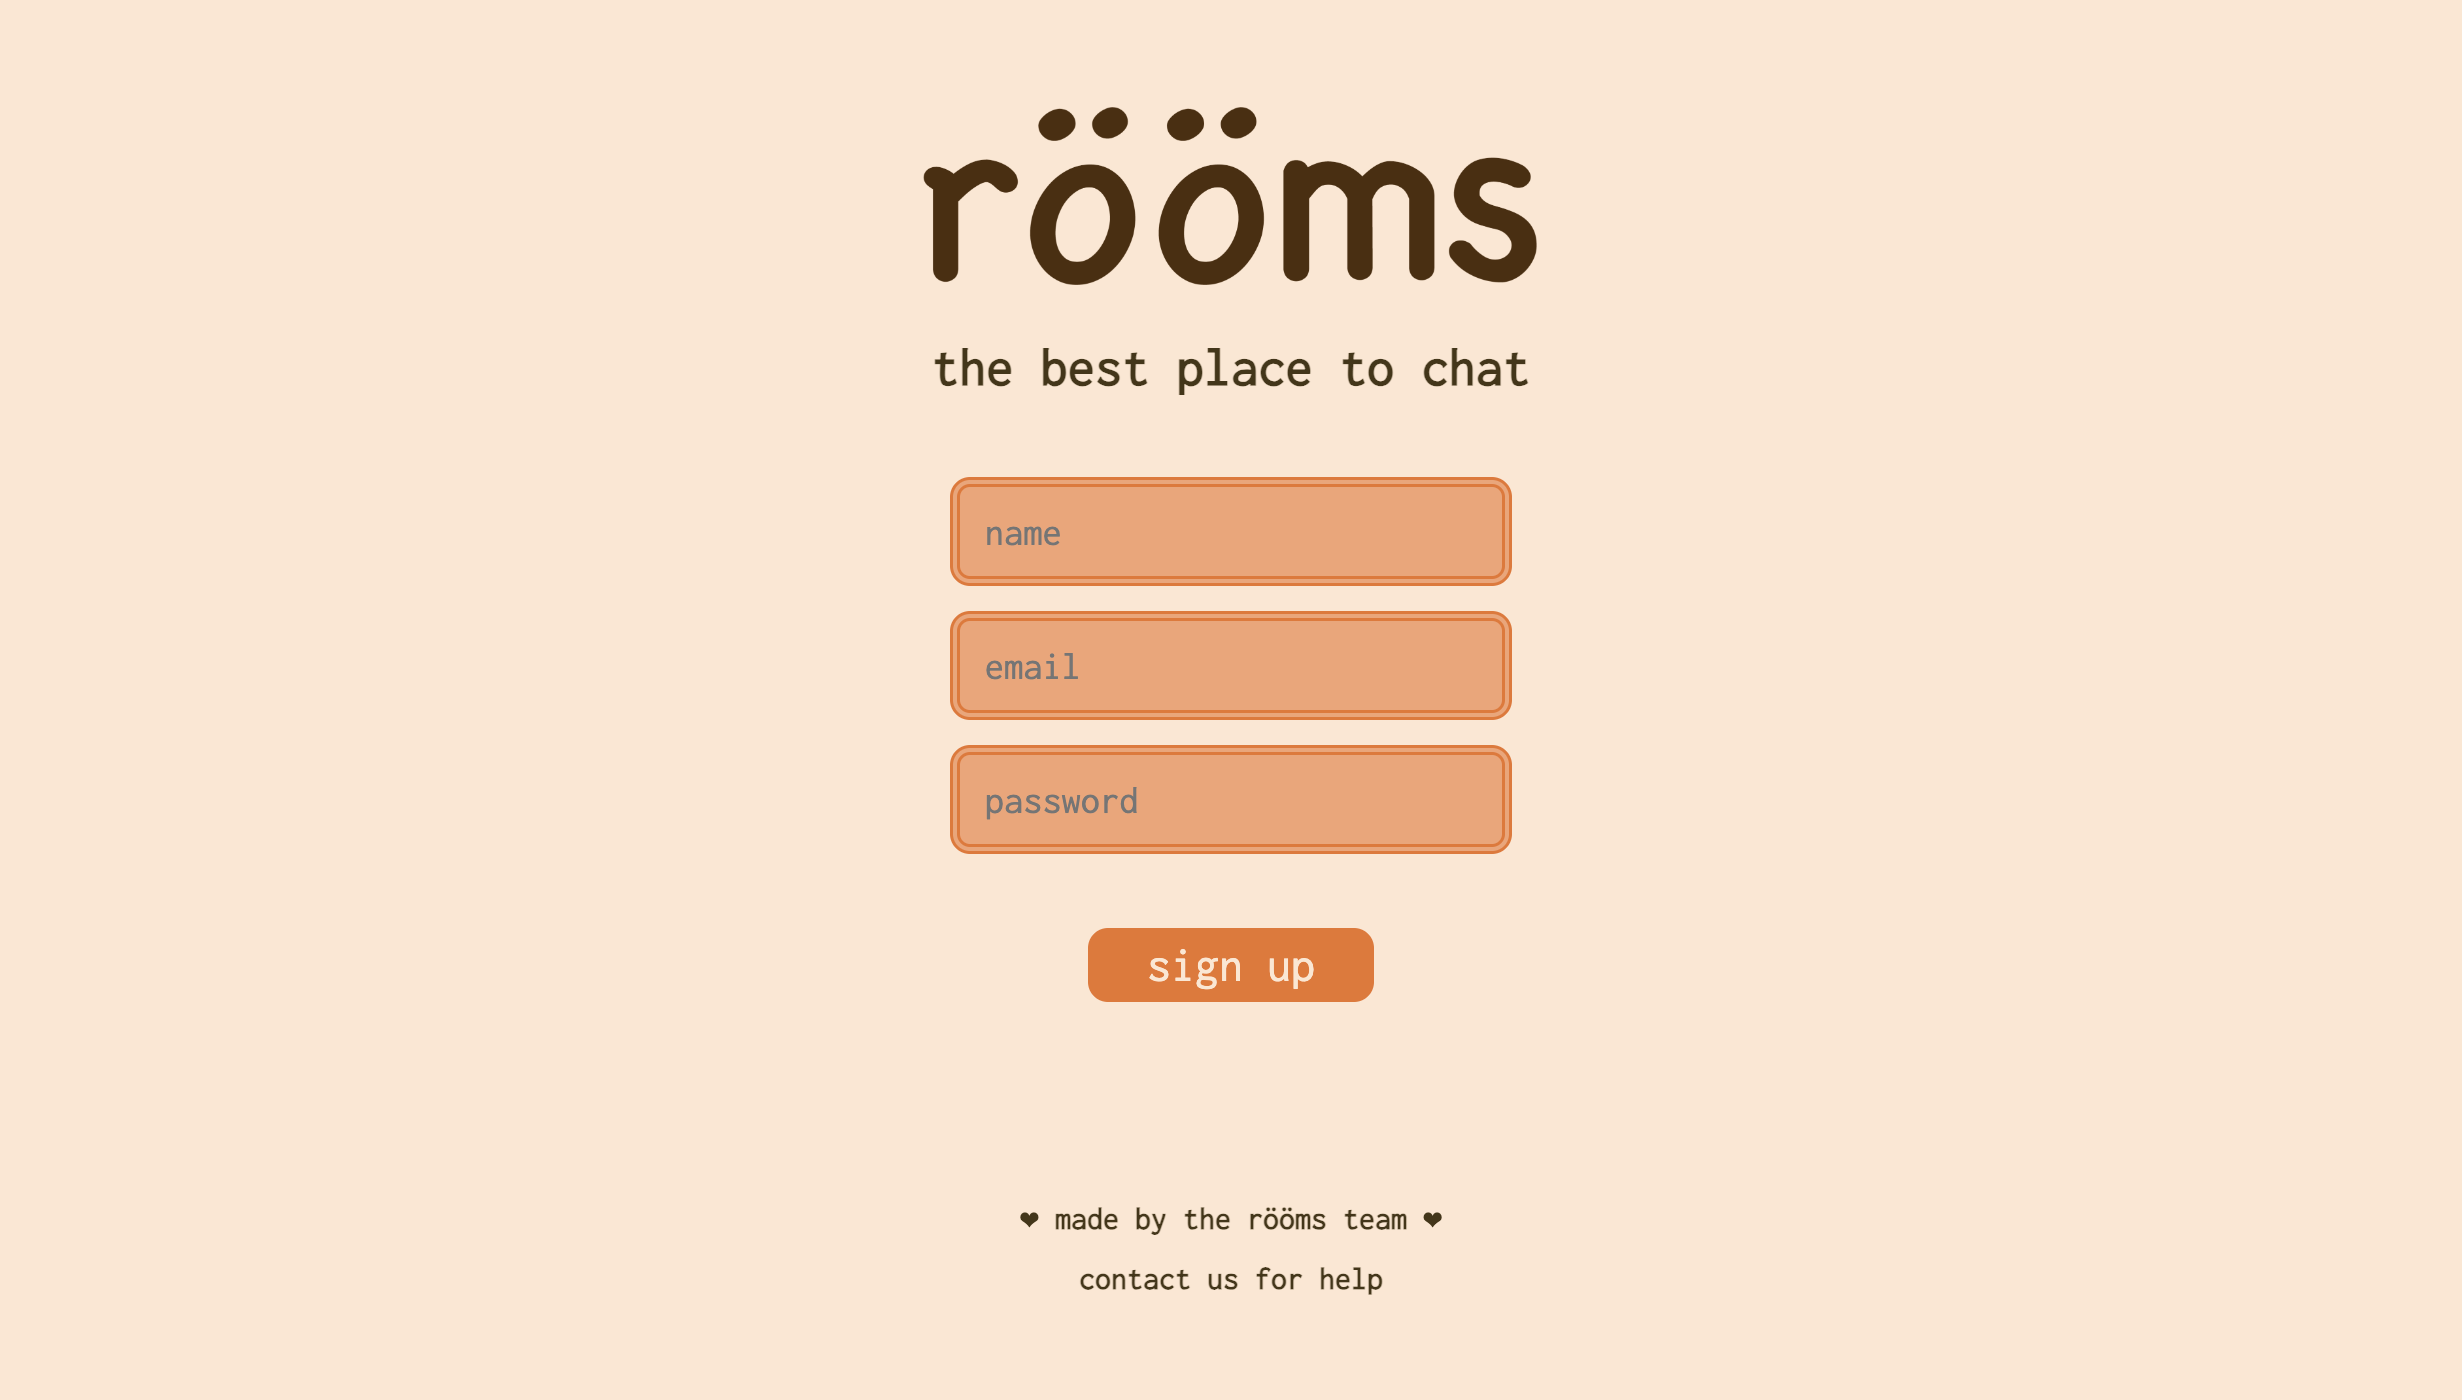 rööms
the best place to chat
name
email
password
sign up
❤ made by the rööms team ❤
contact us for help